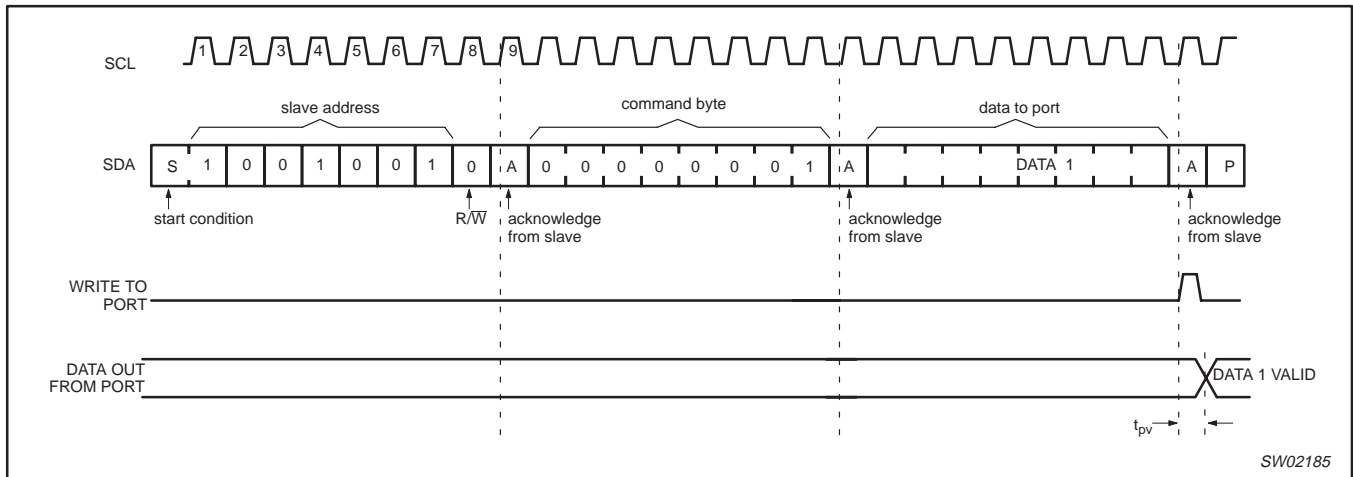 SCL 1 2 3 4 5 6 7 8 9
slave address command byte data to port
SDA S 1 0 0 1 0 0 1 0 A 0 0 0 0 0 0 0 1 A DATA 1 A P
start condition R/W̅ acknowledge from slave acknowledge from slave acknowledge from slave
WRITE TO
PORT
DATA OUT
FROM PORT
DATA 1 VALID
tpv
SW02185